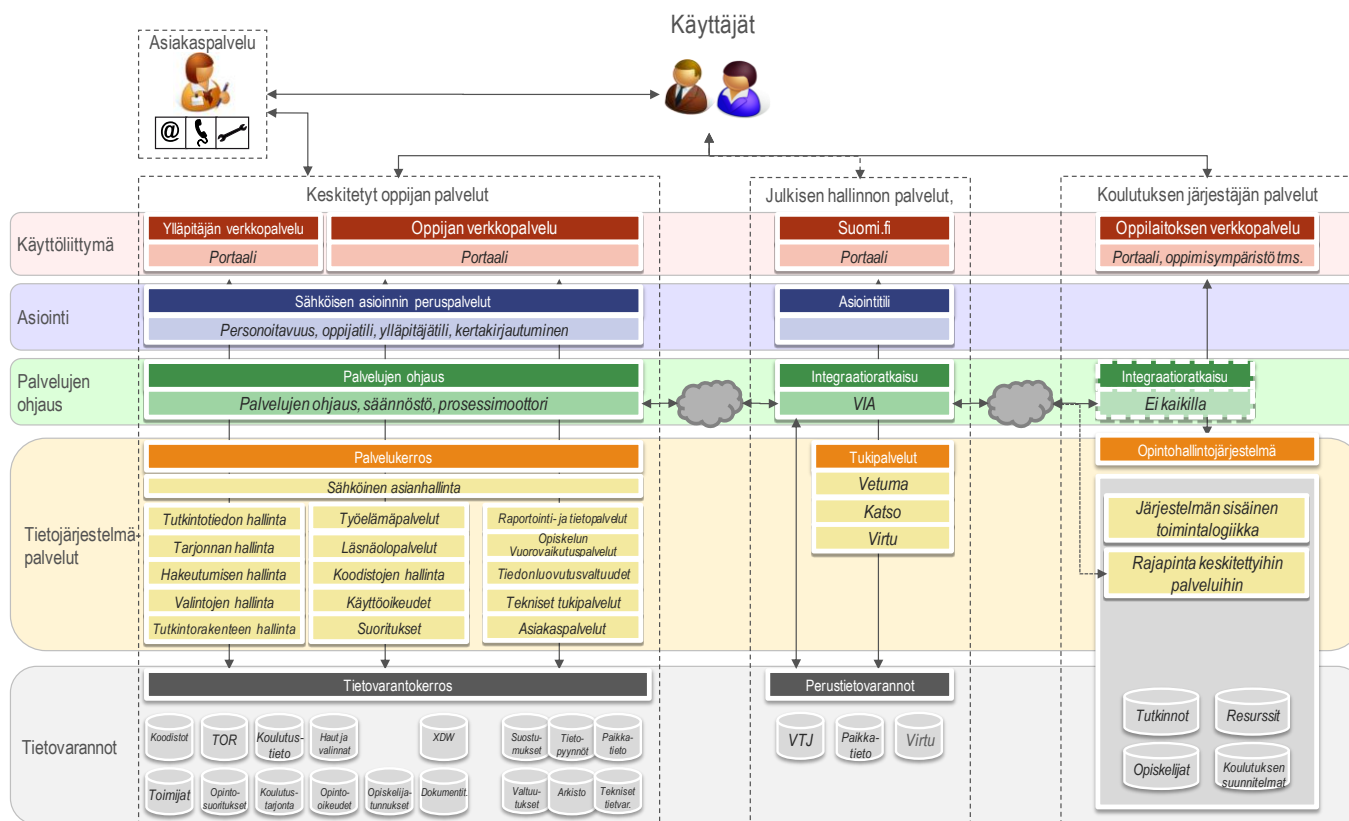 Käyttäjät
Asiakaspalvelu
@
Keskitetyt oppijan palvelut
Julkisen hallinnon palvelut,
Koulutuksen järjestäjän palvelut
Käyttöliittymä
Ylläpitäjän verkkopalvelu
Portaali
Oppijan verkkopalvelu
Portaali
Suomi.fi
Portaali
Oppilaitoksen verkkopalvelu
Portaali, oppimisympäristö tms.
Asiointi
Sähköisen asioinnin peruspalvelut
Personoitavuus, oppijatili, ylläpitäjätili, kertakirjautuminen
Asiointitili
Palvelujen
ohjaus
Palvelujen ohjaus
Palvelujen ohjaus, säännöstö, prosessimoottori
Integraatioratkaisu
VIA
Integraatioratkaisu
Ei kaikilla
Tietojärjestelmä-
palvelut
Palvelukerros
Sähköinen asianhallinta
Tutkintotiedon hallinta
Tarjonnan hallinta
Hakeutumisen hallinta
Valintojen hallinta
Tutkintorakenteen hallinta
Työelämäpalvelut
Läsnäolopalvelut
Koodistojen hallinta
Käyttöoikeudet
Suoritukset
Raportointi- ja tietopalvelut
Opiskelun
Vuorovaikutuspalvelut
Tiedonluovutusvaltuudet
Tekniset tukipalvelut
Asiakaspalvelut
Tukipalvelut
Vetuma
Katso
Virtu
Opintohallintojärjestelmä
Järjestelmän sisäinen
toimintalogiikka
Rajapinta keskitettyihin
palveluihin
Tietovarannot
Tietovarantokerros
Koodistot
TOR
Koulutus-
tieto
Haut ja
valinnat
XDW
Suostu-
mukset
Tieto-
pyynnöt
Paikka-
tieto
Toimijat
Opinto-
suoritukset
Koulutus-
tarjonta
Opinto-
oikeudet
Opiskelija-
tunnukset
Dokumentit.
Valtuu-
tukset
Arkisto
Tekniset
tietvar.
Perustietovarannot
VTJ
Paikka-
tieto
Virtu
Tutkinnot
Resurssit
Opiskelijat
Koulutuksen
suunnitelmat